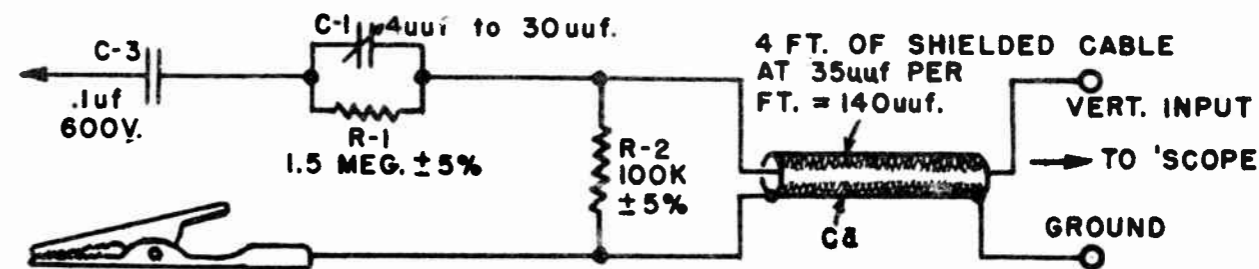 C-3
.1uf
600V.
C-1 4uuf to 30uuf.
R-1
1.5 MEG. ±5%
R-2
100K
±5%
4 FT. OF SHIELDED CABLE
AT 35uuf PER
FT. = 140uuf.
Ca
VERT. INPUT
TO 'SCOPE
GROUND